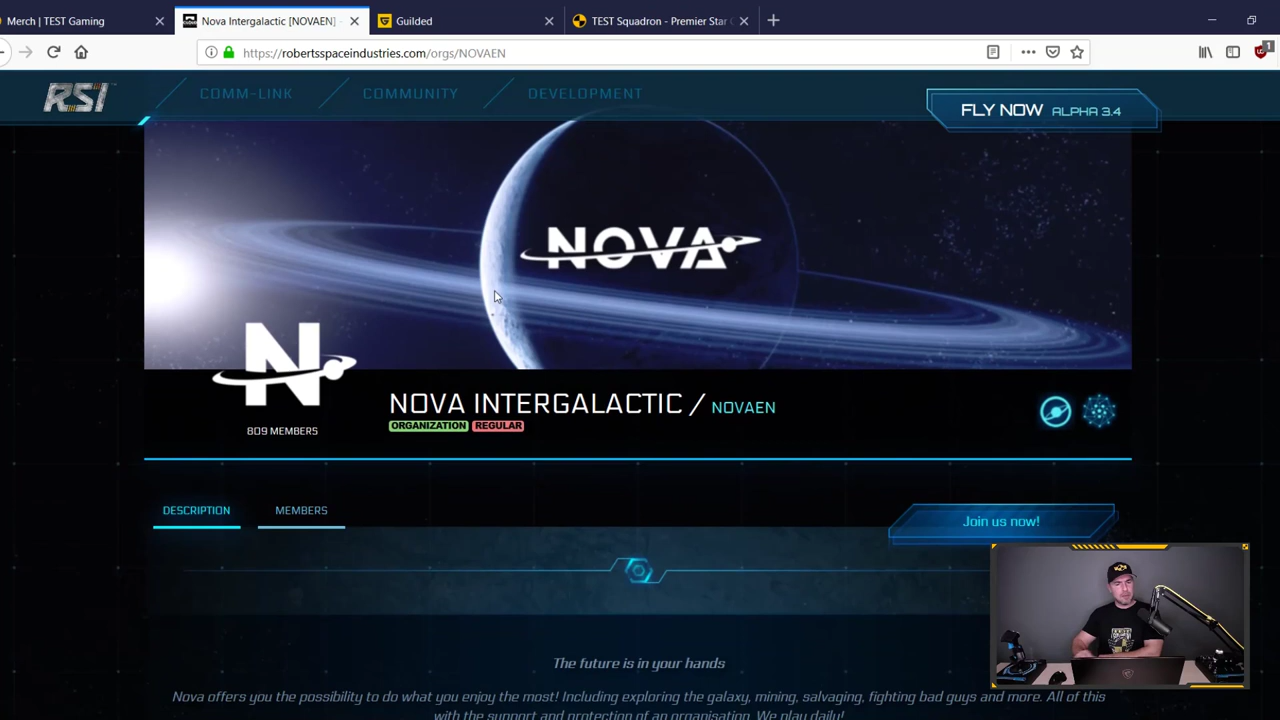 Merch | TEST Gaming
Nova Intergalactic [NOVAEN] -
Guilded
TEST Squadron - Premier Star
https://robertsspaceindustries.com/orgs/NOVAEN
1
RSI
COMM-LINK
COMMUNITY
DEVELOPMENT
FLY NOW ALPHA 3.4
NOVA
N
809 MEMBERS
NOVA INTERGALACTIC / NOVAEN
ORGANIZATION REGULAR
DESCRIPTION
MEMBERS
Join us now!
The future is in your hands
Nova offers you the possibility to do what you enjoy the most! Including exploring the galaxy, mining, salvaging, fighting bad guys and more. All of this
with the support and protection of an organisation. We play daily!